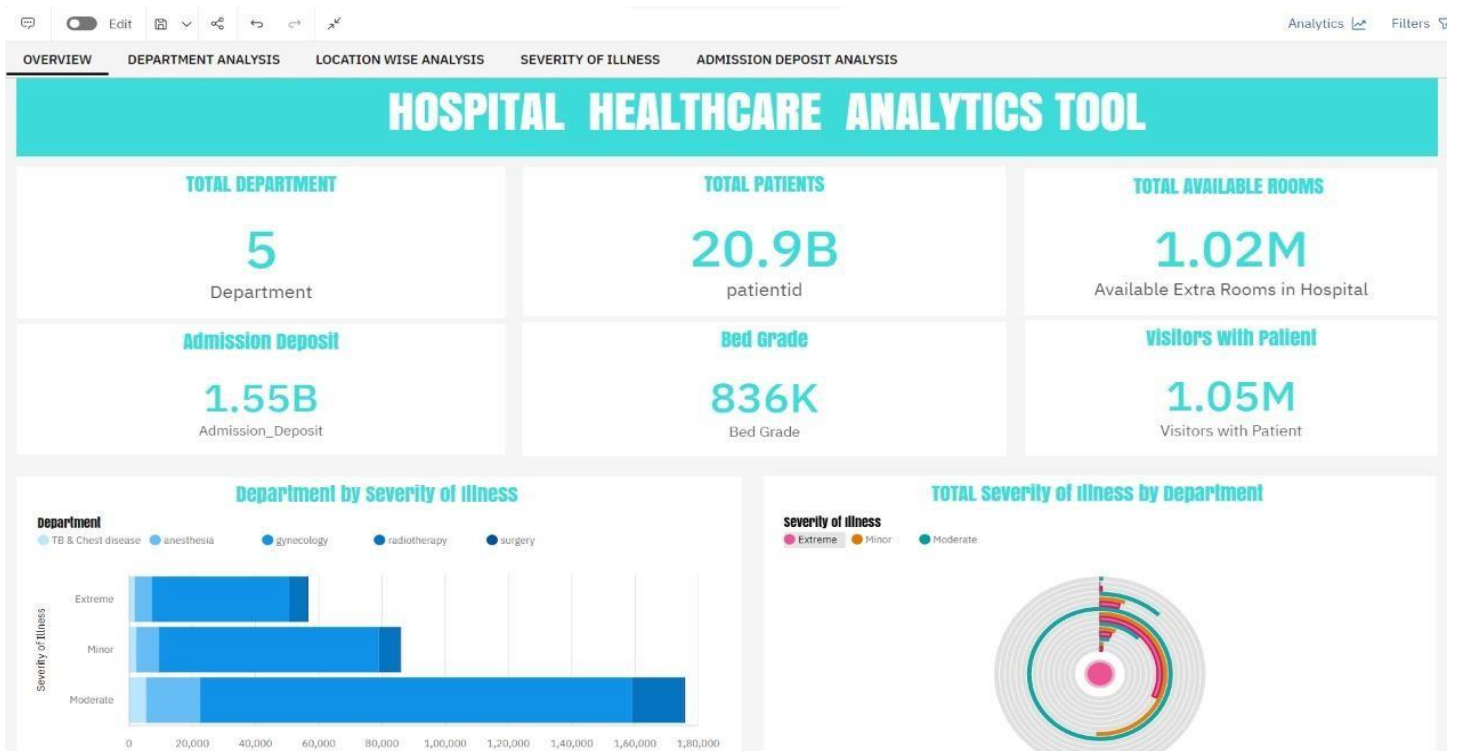 Edit
Analytics
Filters
OVERVIEW DEPARTMENT ANALYSIS LOCATION WISE ANALYSIS SEVERITY OF ILLNESS ADMISSION DEPOSIT ANALYSIS
HOSPITAL HEALTHCARE ANALYTICS TOOL
TOTAL DEPARTMENT
5
Department
TOTAL PATIENTS
20.9B
patientid
TOTAL AVAILABLE ROOMS
1.02M
Available Extra Rooms in Hospital
Admission Deposit
1.55B
Admission_Deposit
Bed Grade
836K
Bed Grade
Visitors with Patient
1.05M
Visitors with Patient
Department by Severity of Illness
Department
TB & Chest disease anesthesia gynecology radiotherapy surgery
Severity of Illness
Extreme
Minor
Moderate
0 20,000 40,000 60,000 80,000 1,00,000 1,20,000 1,40,000 1,60,000 1,80,000
TOTAL Severity of Illness by Department
Severity of Illness
Extreme Minor Moderate